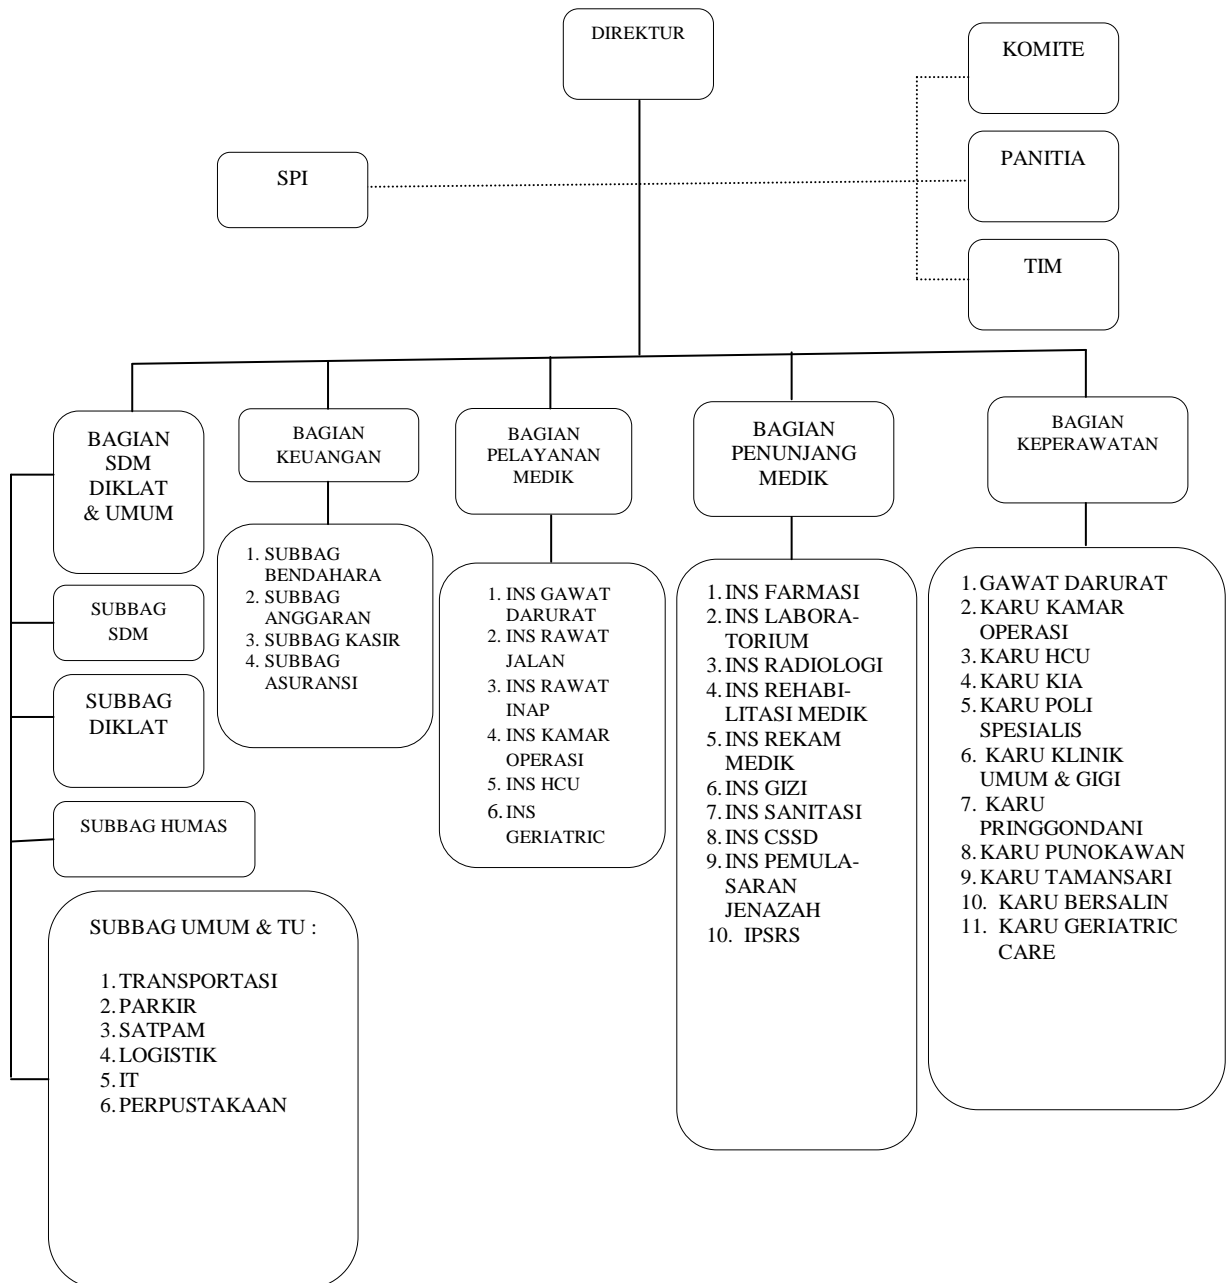 DIREKTUR
KOMITE
PANITIA
SPI
TIM
BAGIAN
SDM
DIKLAT
& UMUM
BAGIAN
KEUANGAN
BAGIAN
PELAYANAN
MEDIK
BAGIAN
PENUNJANG
MEDIK
BAGIAN
KEPERAWATAN
SUBBAG
SDM
SUBBAG
DIKLAT
SUBBAG HUMAS
SUBBAG UMUM & TU :
1. TRANSPORTASI
2. PARKIR
3. SATPAM
4. LOGISTIK
5. IT
6. PERPUSTAKAAN
1. SUBBAG
BENDAHARA
2. SUBBAG
ANGGARAN
3. SUBBAG KASIR
4. SUBBAG
ASURANSI
1. INS GAWAT
DARURAT
2. INS RAWAT
JALAN
3. INS RAWAT
INAP
4. INS KAMAR
OPERASI
5. INS HCU
6. INS
GERIATRIC
1. INS FARMASI
2. INS LABORA-
TORIUM
3. INS RADIOLOGI
4. INS REHABI-
LITASI MEDIK
5. INS REKAM
MEDIK
6. INS GIZI
7. INS SANITASI
8. INS CSSD
9. INS PEMULA-
SARAN
JENAZAH
10. IPSRS
1. GAWAT DARURAT
2. KARU KAMAR
OPERASI
3. KARU HCU
4. KARU KIA
5. KARU POLI
SPESIALIS
6. KARU KLINIK
UMUM & GIGI
7. KARU
PRINGGONDANI
8. KARU PUNOKAWAN
9. KARU TAMANSARI
10. KARU BERSALIN
11. KARU GERIATRIC
CARE